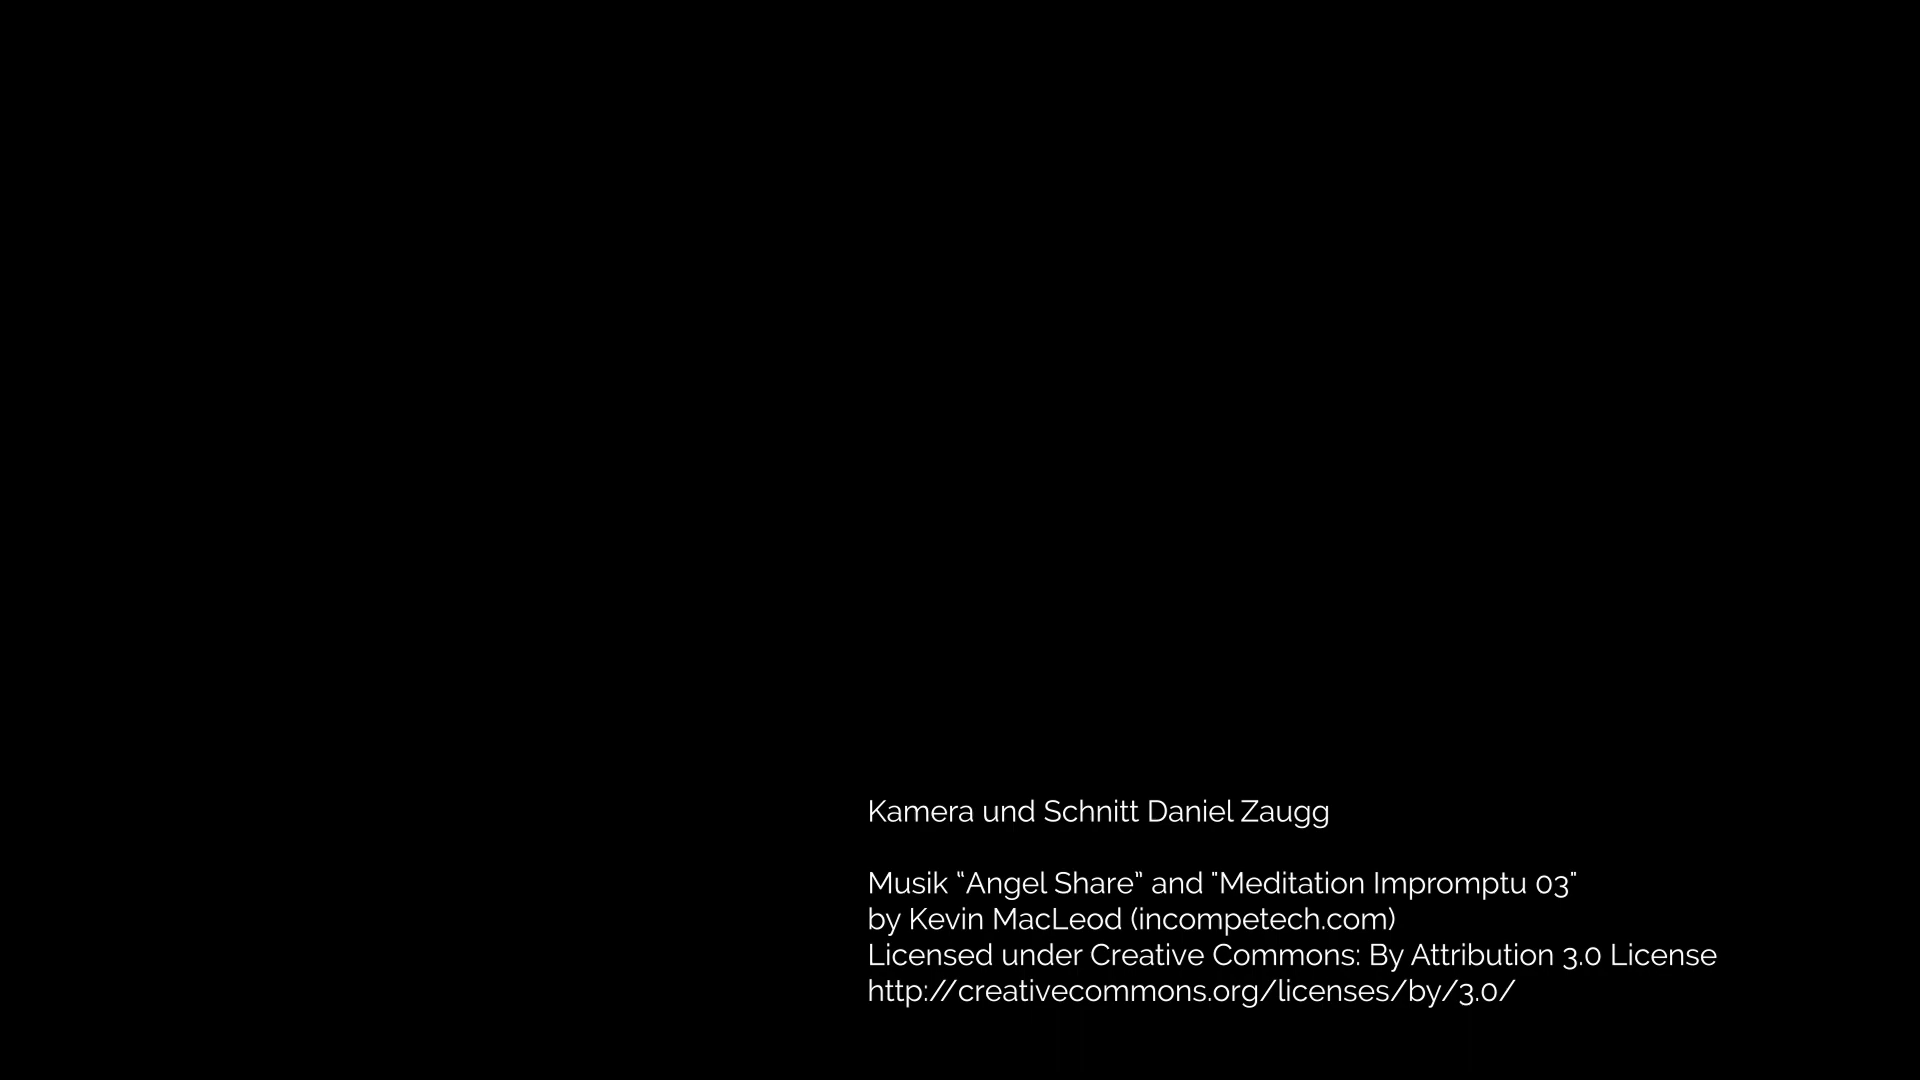 Kamera und Schnitt Daniel Zaugg
Musik “Angel Share” and "Meditation Impromptu 03"
by Kevin MacLeod (incompetech.com)
Licensed under Creative Commons: By Attribution 3.0 License
http://creativecommons.org/licenses/by/3.0/